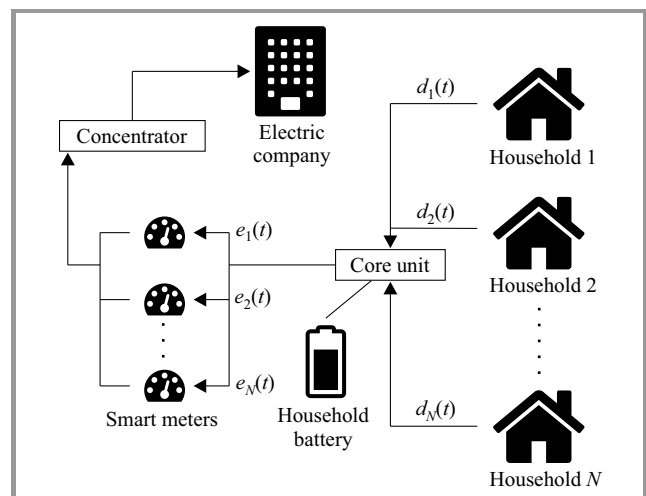 Electric
company
Concentrator
d1(t)
Household 1
d2(t)
Household 2
e1(t)
e2(t)
eN(t)
Smart meters
Core unit
Household
battery
dN(t)
Household N